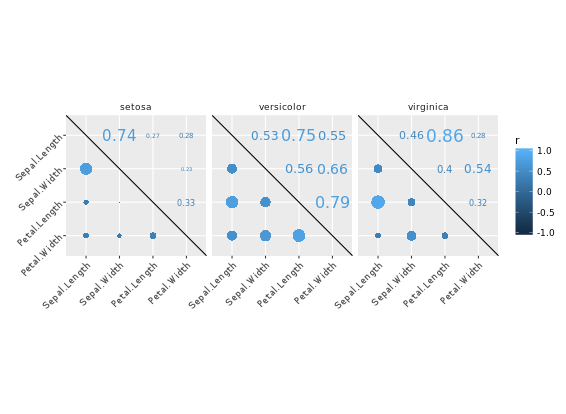 setosa
versicolor
virginica
Sepal.Length
Sepal.Width
Petal.Length
Petal.Width
0.74 0.27 0.28
0.23
0.33
0.53 0.75 0.55
0.56 0.66
0.79
0.46 0.86 0.28
0.4 0.54
0.32
Sepal.Length
Sepal.Width
Petal.Length
Petal.Width
Sepal.Length
Sepal.Width
Petal.Length
Petal.Width
Sepal.Length
Sepal.Width
Petal.Length
Petal.Width
r
1.0
0.5
0.0
-0.5
-1.0